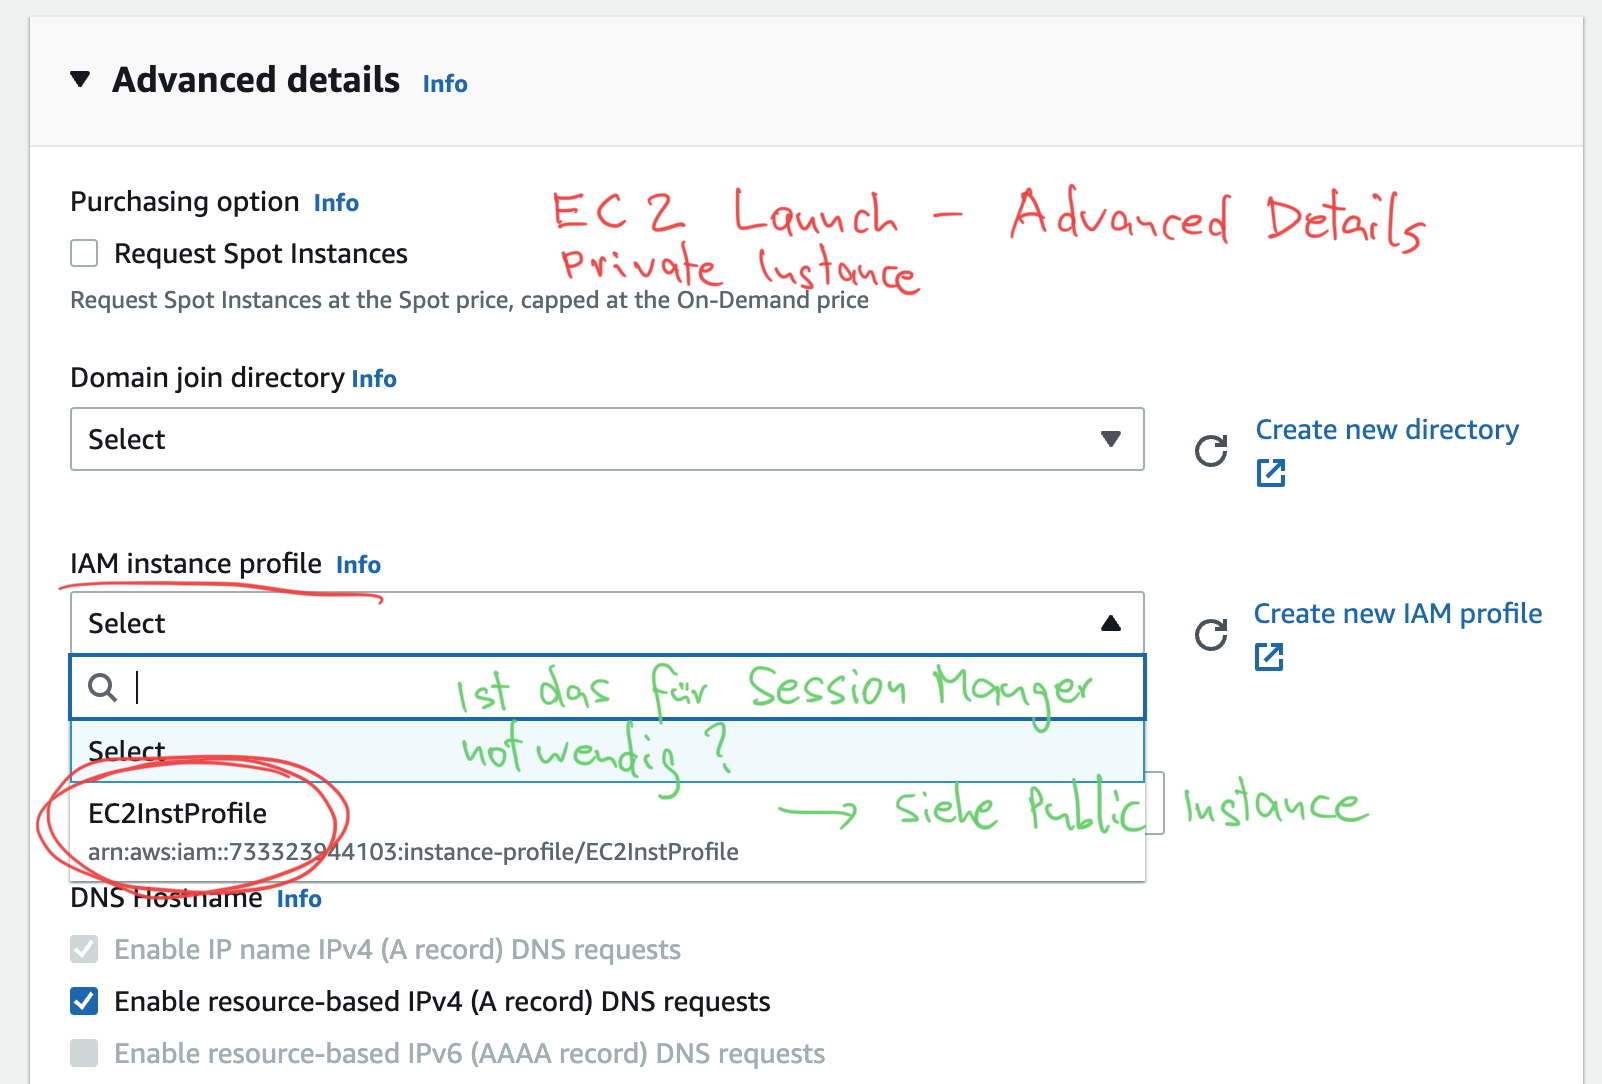 Advanced details Info
Purchasing option Info
EC2 Launch - Advanced Details
Private Instance
Request Spot Instances
Request Spot Instances at the Spot price, capped at the On-Demand price
Domain join directory Info
Select
Create new directory
IAM instance profile Info
Select
Create new IAM profile
Ist das für Session Manger
notwendig?
Select
→ siehe Public Instance
EC2InstProfile
arn:aws:iam::733323944103:instance-profile/EC2InstProfile
DNS Hostname Info
Enable IP name IPv4 (A record) DNS requests
Enable resource-based IPv4 (A record) DNS requests
Enable resource-based IPv6 (AAAA record) DNS requests